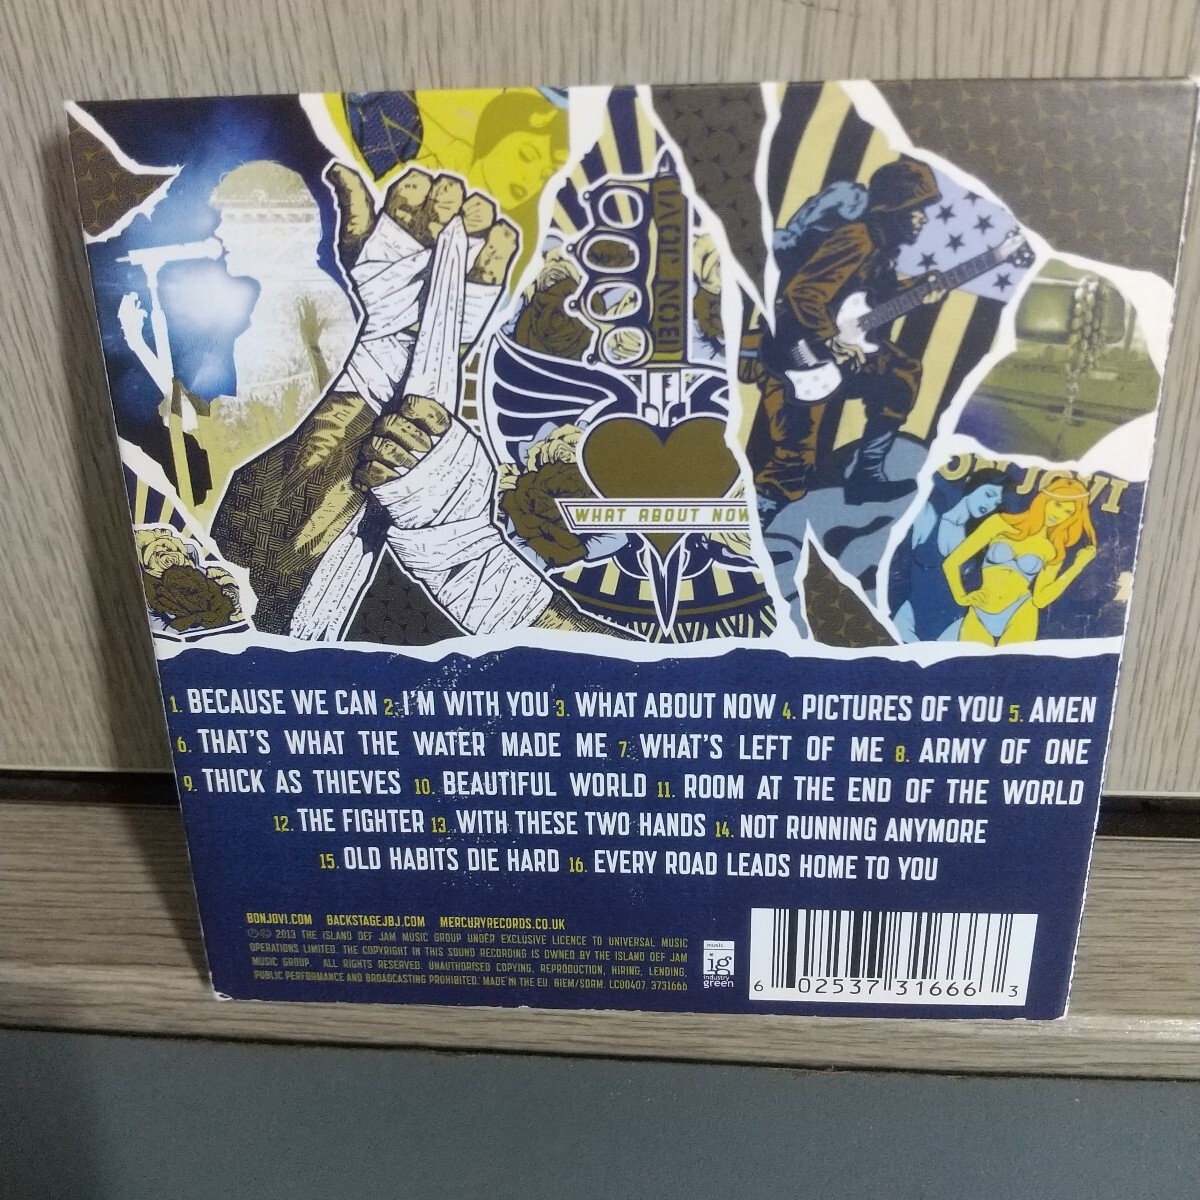 BON JOVI
WHAT ABOUT NOW
ON JOVI
1. BECAUSE WE CAN 2. I'M WITH YOU 3. WHAT ABOUT NOW 4. PICTURES OF YOU 5. AMEN
6. THAT'S WHAT THE WATER MADE ME 7. WHAT'S LEFT OF ME 8. ARMY OF ONE
9. THICK AS THIEVES 10. BEAUTIFUL WORLD 11. ROOM AT THE END OF THE WORLD
12. THE FIGHTER 13. WITH THESE TWO HANDS 14. NOT RUNNING ANYMORE
15. OLD HABITS DIE HARD 16. EVERY ROAD LEADS HOME TO YOU
BONJOVI.COM BACKSTAGEJBJ.COM MERCURYRECORDS.CO.UK
℗© 2013 THE ISLAND DEF JAM MUSIC GROUP UNDER EXCLUSIVE LICENCE TO UNIVERSAL MUSIC
OPERATIONS LIMITED. THE COPYRIGHT IN THIS SOUND RECORDING IS OWNED BY THE ISLAND DEF JAM
MUSIC GROUP. ALL RIGHTS RESERVED. UNAUTHORISED COPYING, REPRODUCTION, HIRING, LENDING,
PUBLIC PERFORMANCE AND BROADCASTING PROHIBITED. MADE IN THE EU. BIEM/SDRM. LC00407. 3731666
music
ig
industry
green
6 02537 31666 3